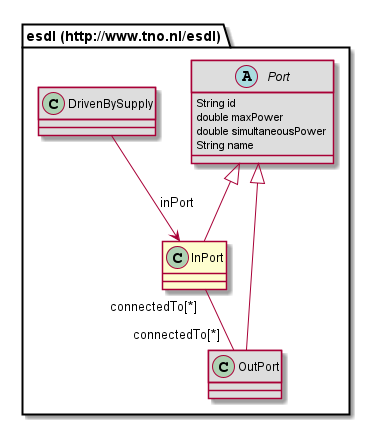 esdl (http://www.tno.nl/esdl)
A Port
String id
double maxPower
double simultaneousPower
String name
C DrivenBySupply
inPort
C InPort
connectedTo[*]
connectedTo[*]
C OutPort